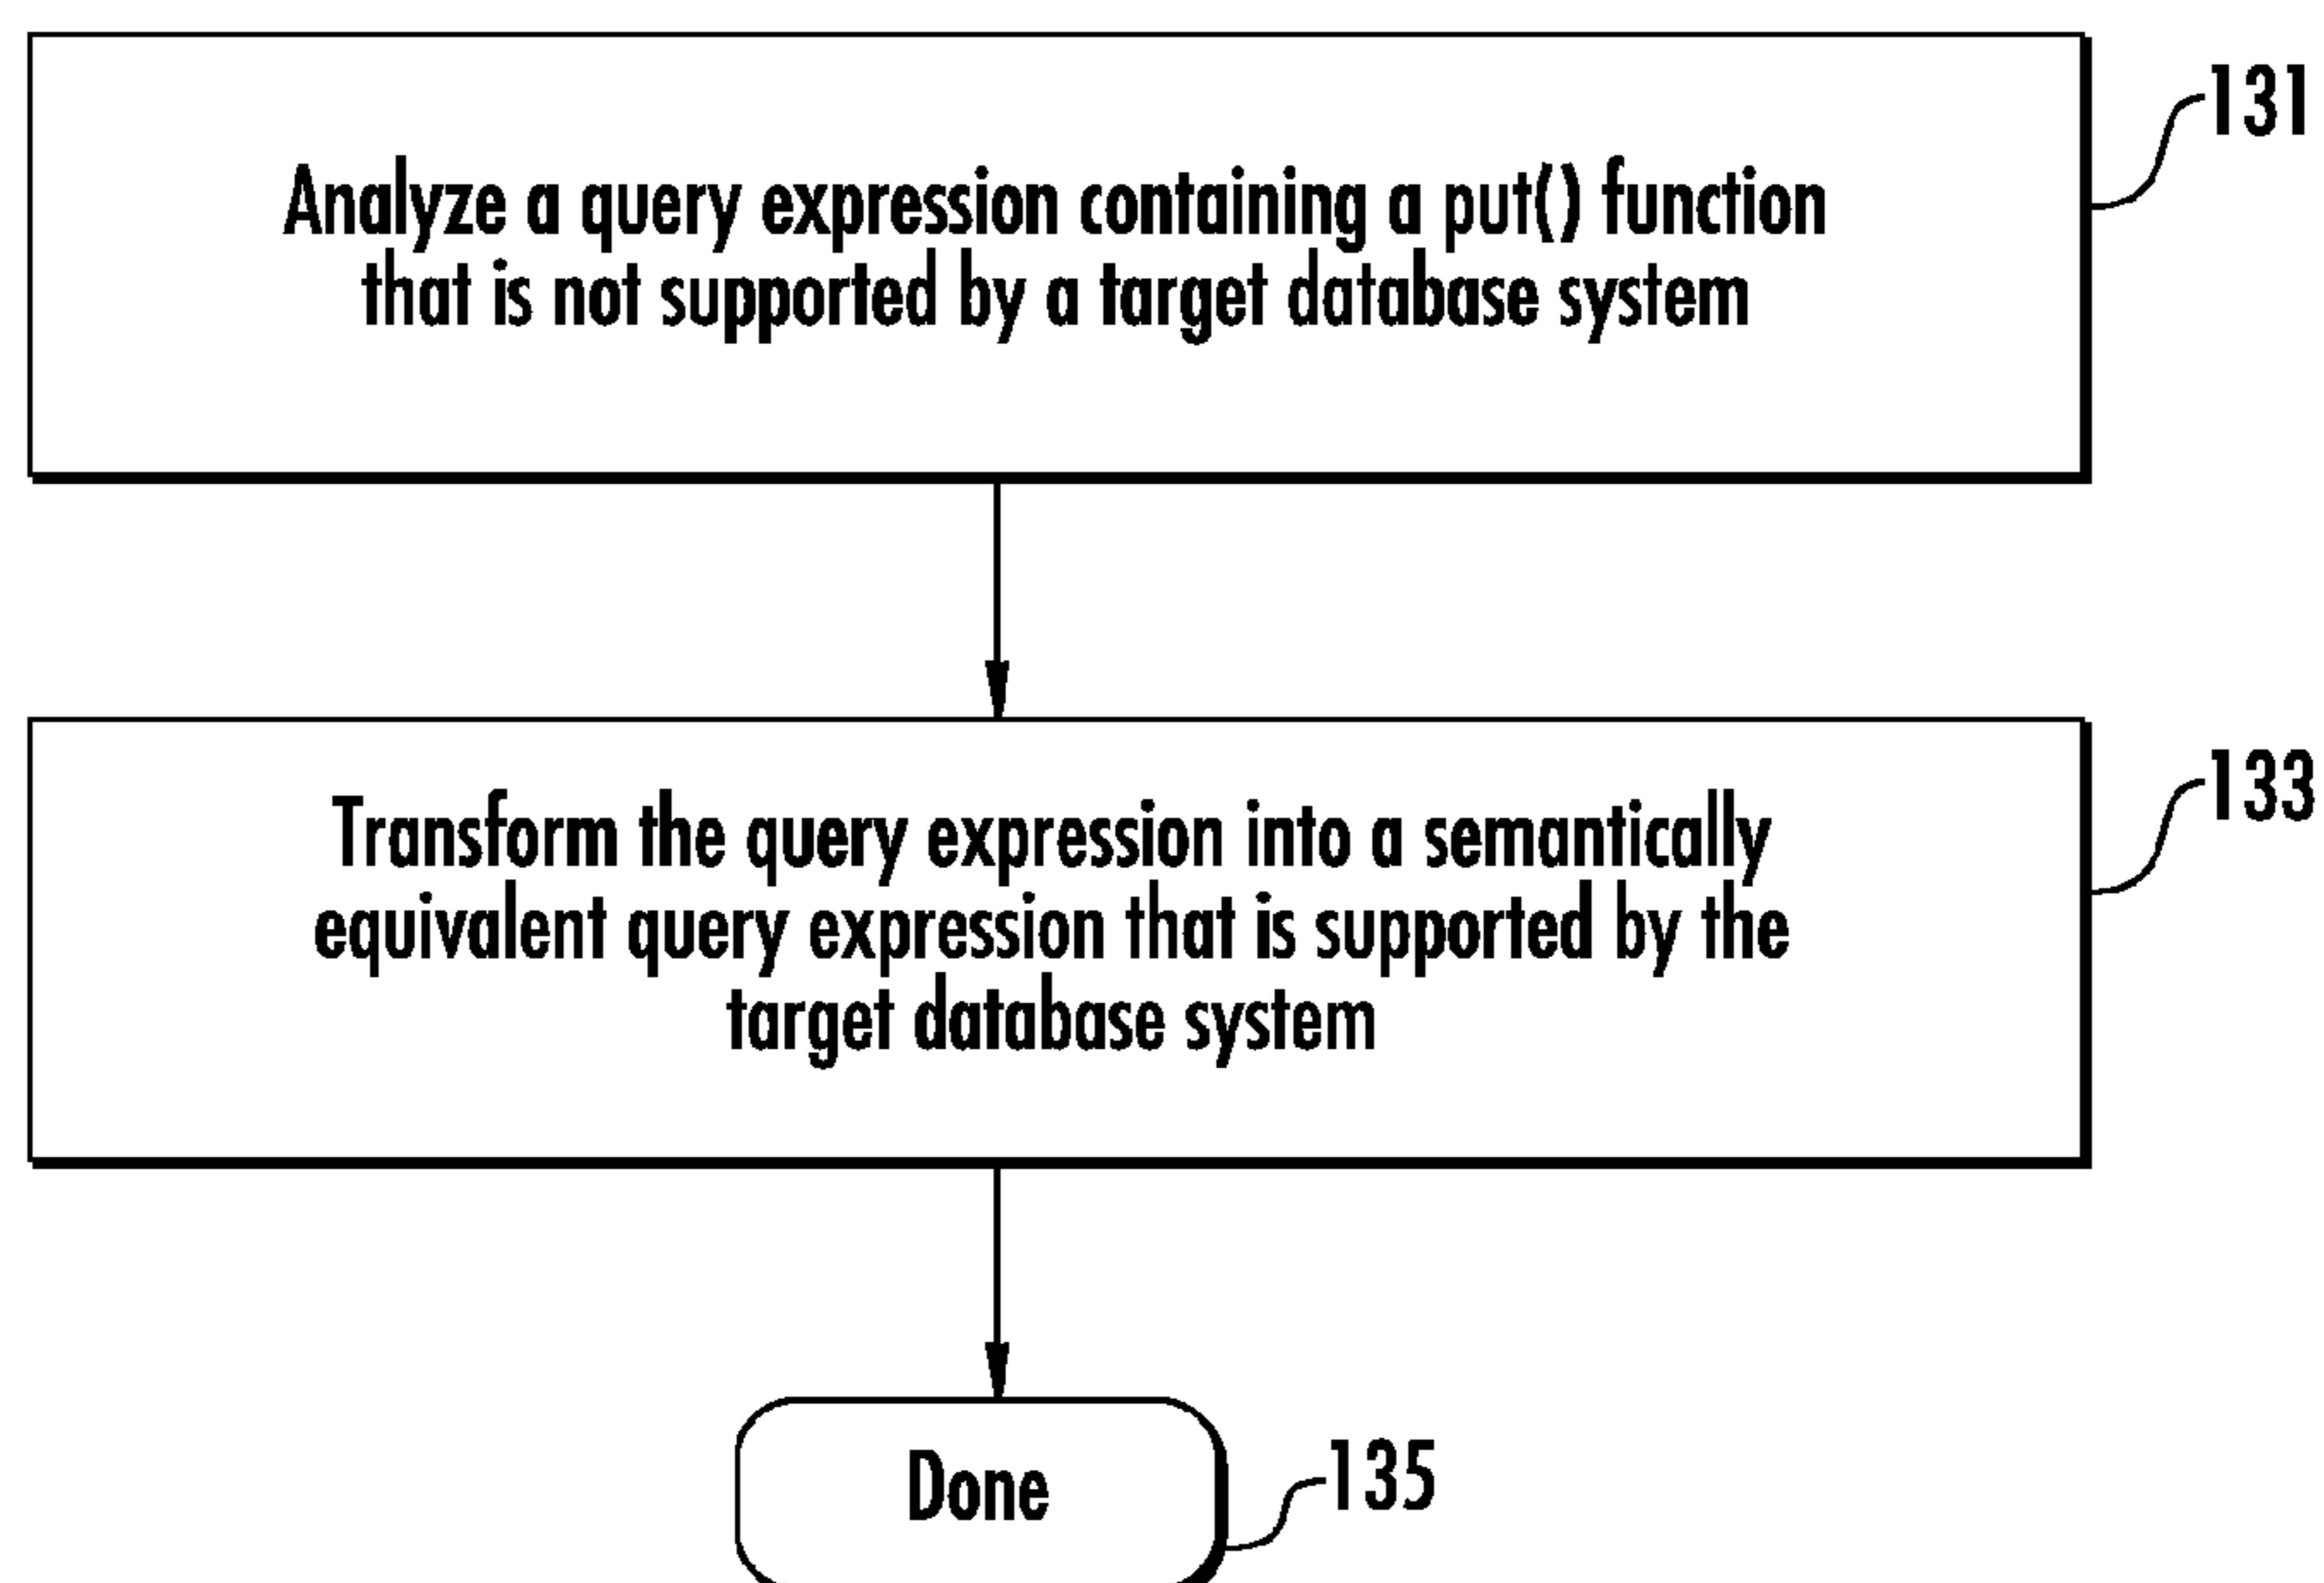 131
Analyze a query expression containing a put() function
that is not supported by a target database system
133
Transform the query expression into a semantically
equivalent query expression that is supported by the
target database system
Done
135